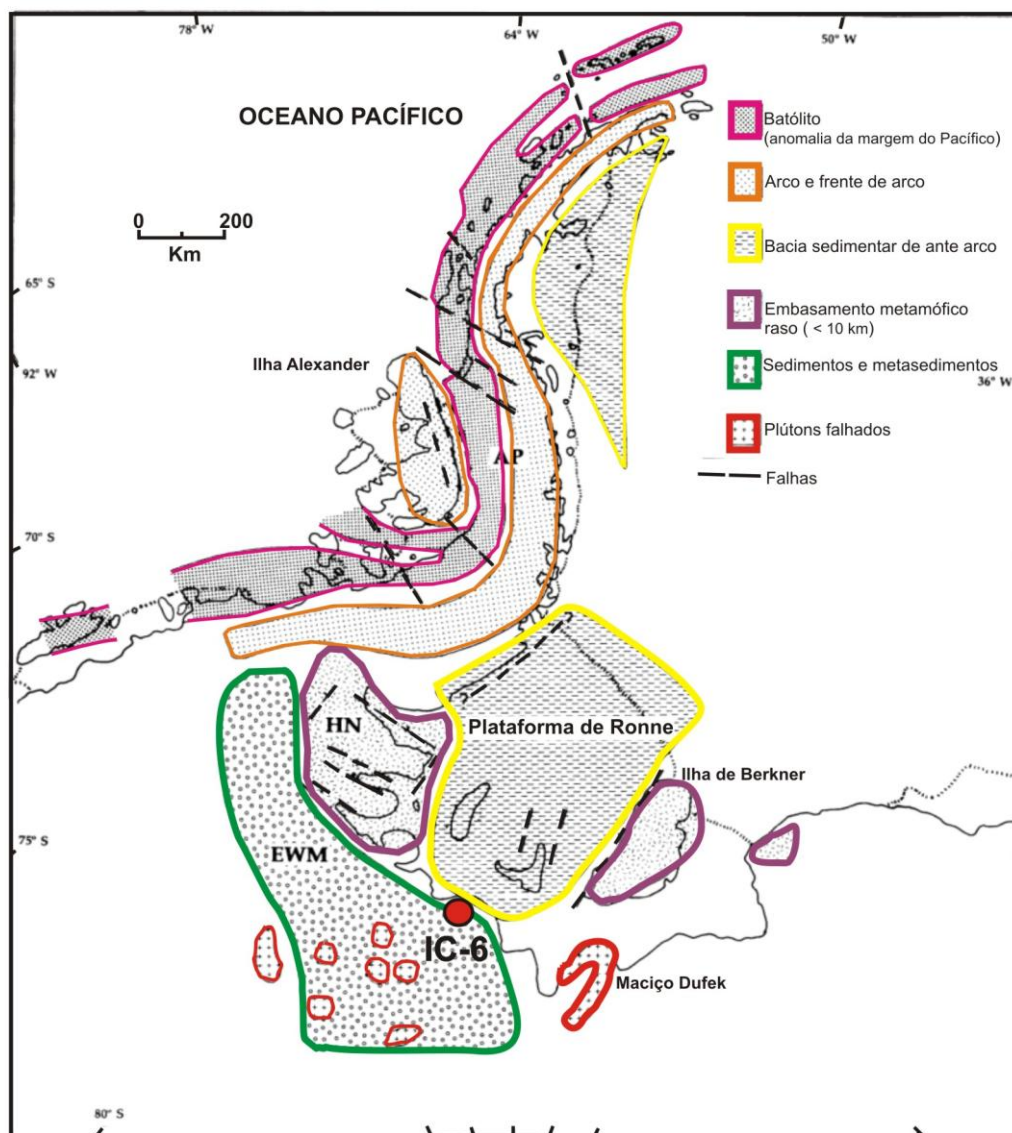 78° W
64° W
50° W
OCEANO PACÍFICO
Batólito
(anomalia da margem do Pacífico)
Arco e frente de arco
0 200
Km
Bacia sedimentar de ante arco
65° S
Embasamento metamófico
raso ( < 10 km)
Ilha Alexander
Sedimentos e metasedimentos
92° W
36° W
Plútons falhados
AP
Falhas
70° S
HN
Plataforma de Ronne
Ilha de Berkner
75° S
EWM
IC-6
Maciço Dufek
80° S